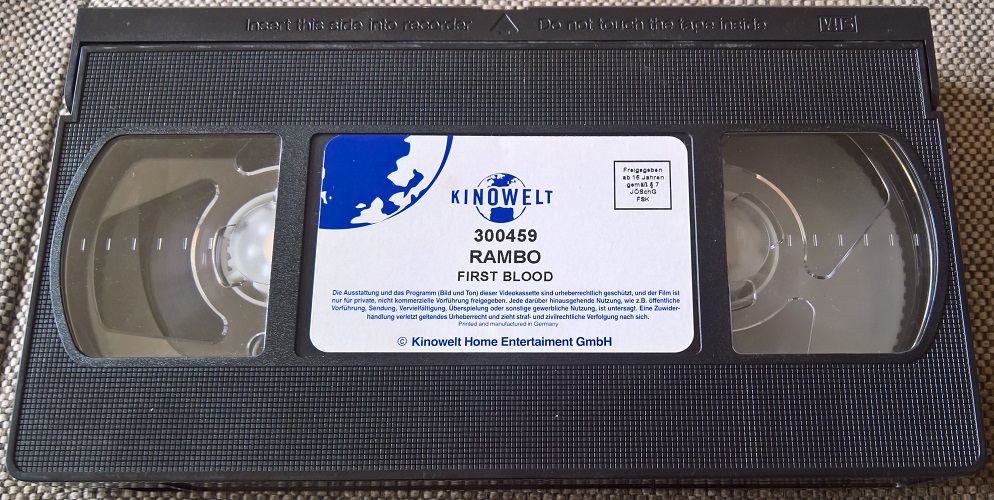 Insert this side into recorder
Do not touch the tape inside
VHS
KINOWELT
Freigegeben
ab 16 Jahren
gemäß § 7
JÖSchG
FSK
300459
RAMBO
FIRST BLOOD
Die Ausstattung und das Programm (Bild und Ton) dieser Videokassette sind urheberrechtlich geschützt, und der Film ist
nur für private, nicht kommerzielle Vorführung freigegeben. Jede darüber hinausgehende Nutzung, wie z.B. öffentliche
Vorführung, Sendung, Vervielfältigung, Überspielung oder sonstige gewerbliche Nutzung, ist untersagt. Eine Zuwider-
handlung verletzt geltendes Urheberrecht und zieht straf- und zivilrechtliche Verfolgung nach sich.
Printed and manufactured in Germany
© Kinowelt Home Entertaiment GmbH